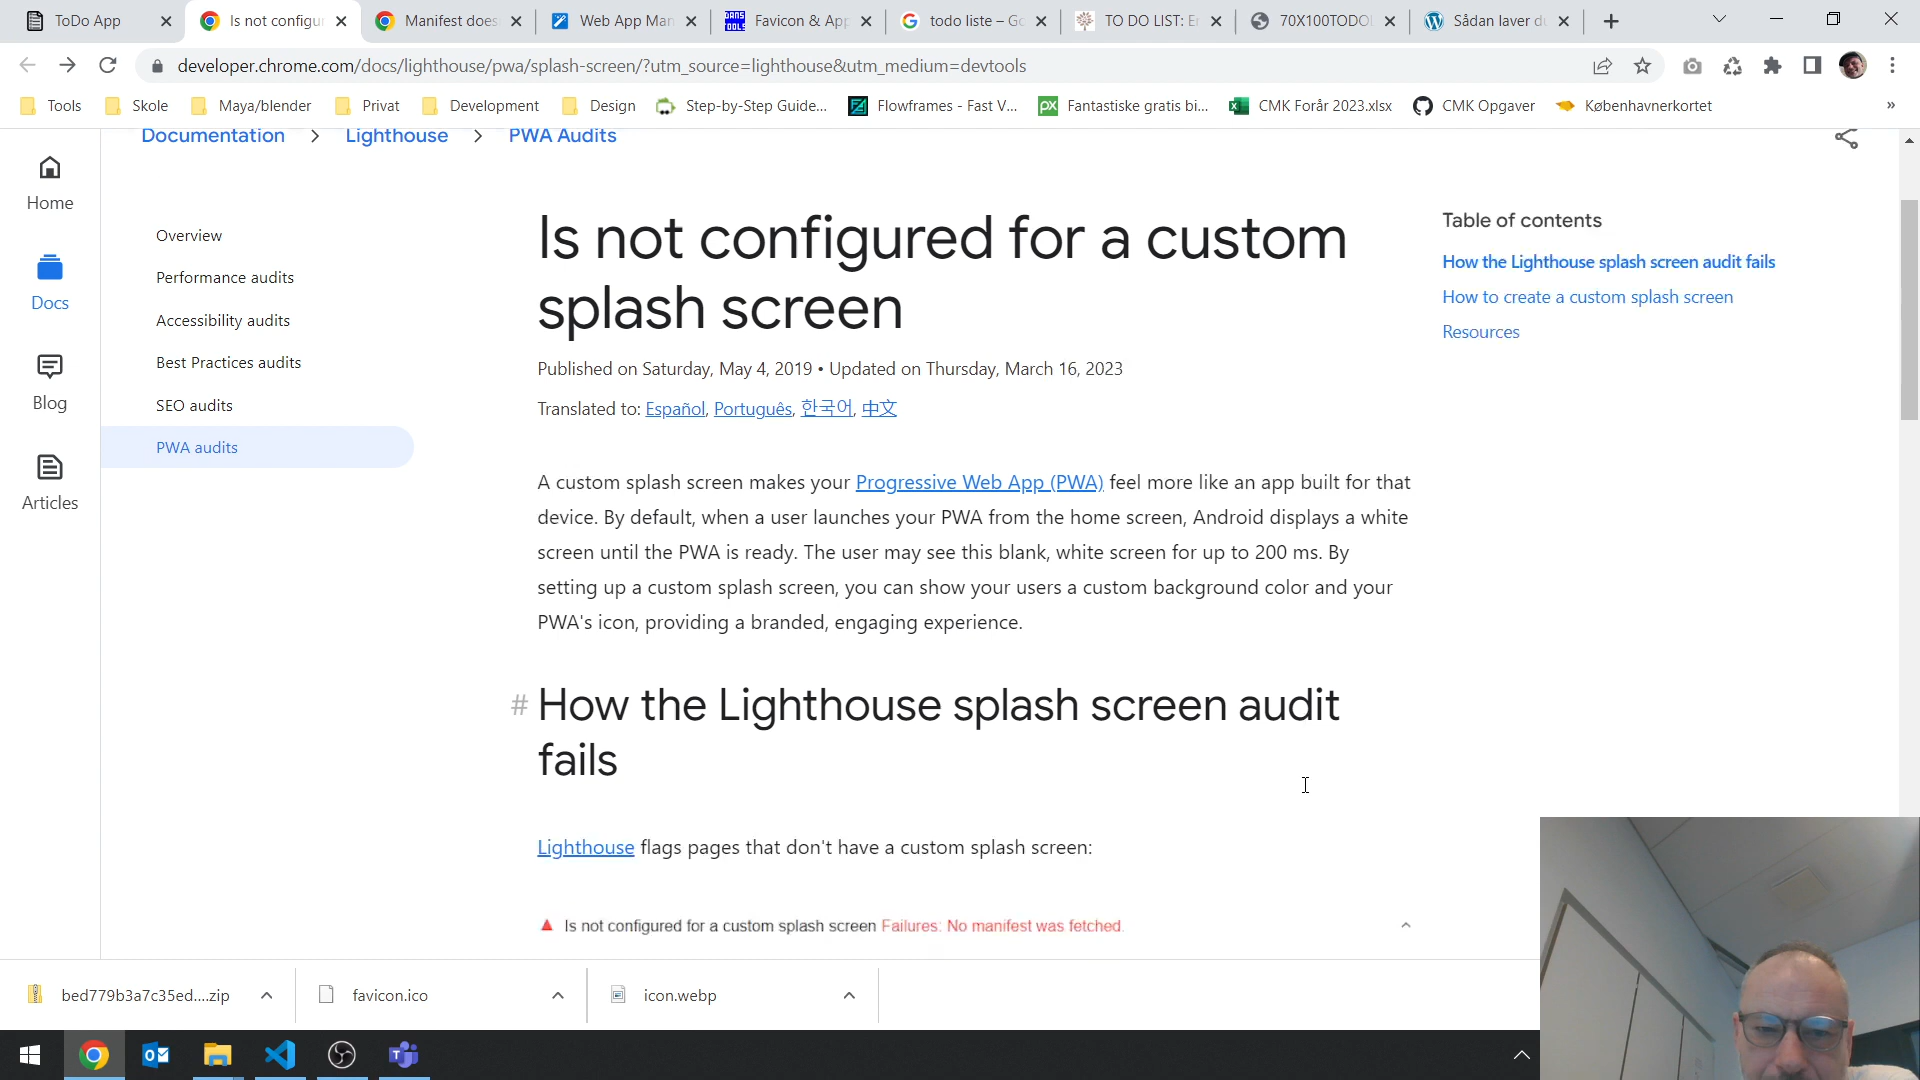 ToDo App
Is not configu
Manifest does
Web App Man
Favicon & App
todo liste – Go
TO DO LIST: Er
70X100TODOL
Sådan laver du
developer.chrome.com/docs/lighthouse/pwa/splash-screen/?utm_source=lighthouse&utm_medium=devtools
Tools
Skole
Maya/blender
Privat
Development
Design
Step-by-Step Guide...
Flowframes - Fast V...
Fantastiske gratis bi...
CMK Forår 2023.xlsx
CMK Opgaver
Københavnerkortet
»
Documentation > Lighthouse > PWA Audits
Home
Docs
Blog
Articles
Overview
Performance audits
Accessibility audits
Best Practices audits
SEO audits
PWA audits
Is not configured for a custom
splash screen
Published on Saturday, May 4, 2019 • Updated on Thursday, March 16, 2023
Translated to: Español, Português, 한국어, 中文
A custom splash screen makes your Progressive Web App (PWA) feel more like an app built for that
device. By default, when a user launches your PWA from the home screen, Android displays a white
screen until the PWA is ready. The user may see this blank, white screen for up to 200 ms. By
setting up a custom splash screen, you can show your users a custom background color and your
PWA's icon, providing a branded, engaging experience.
# How the Lighthouse splash screen audit
fails
Lighthouse flags pages that don't have a custom splash screen:
Is not configured for a custom splash screen Failures: No manifest was fetched.
Table of contents
How the Lighthouse splash screen audit fails
How to create a custom splash screen
Resources
bed779b3a7c35ed....zip
favicon.ico
icon.webp